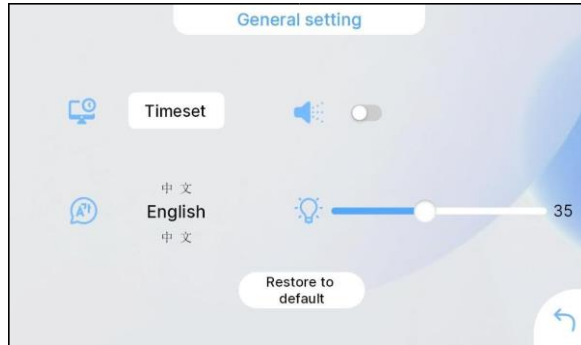 General setting
Timeset
中 文
English
中 文
35
Restore to
default